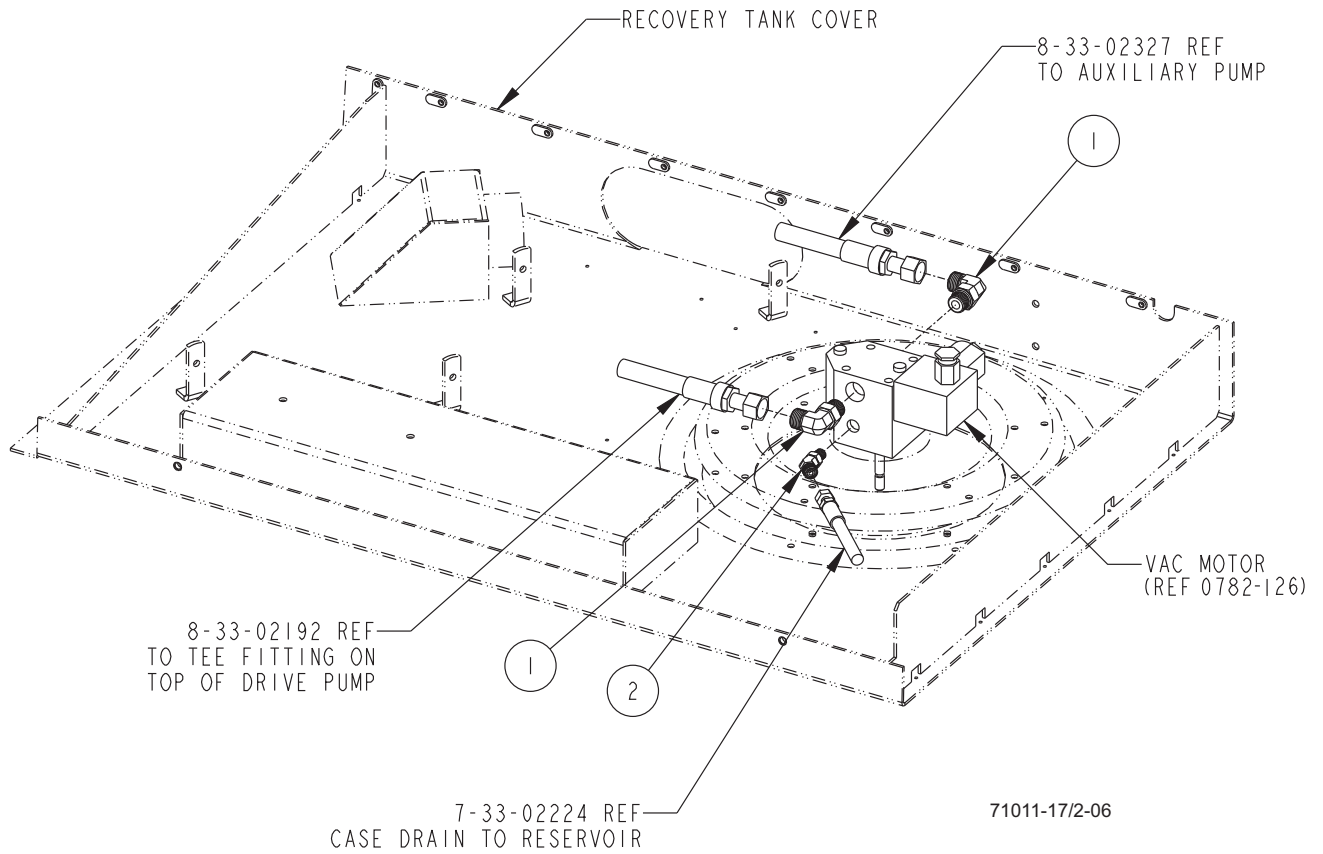 RECOVERY TANK COVER
8-33-02327 REF
TO AUXILIARY PUMP
1
VAC MOTOR
(REF 0782-126)
8-33-02192 REF
TO TEE FITTING ON
TOP OF DRIVE PUMP
1
2
7-33-02224 REF
CASE DRAIN TO RESERVOIR
71011-17/2-06